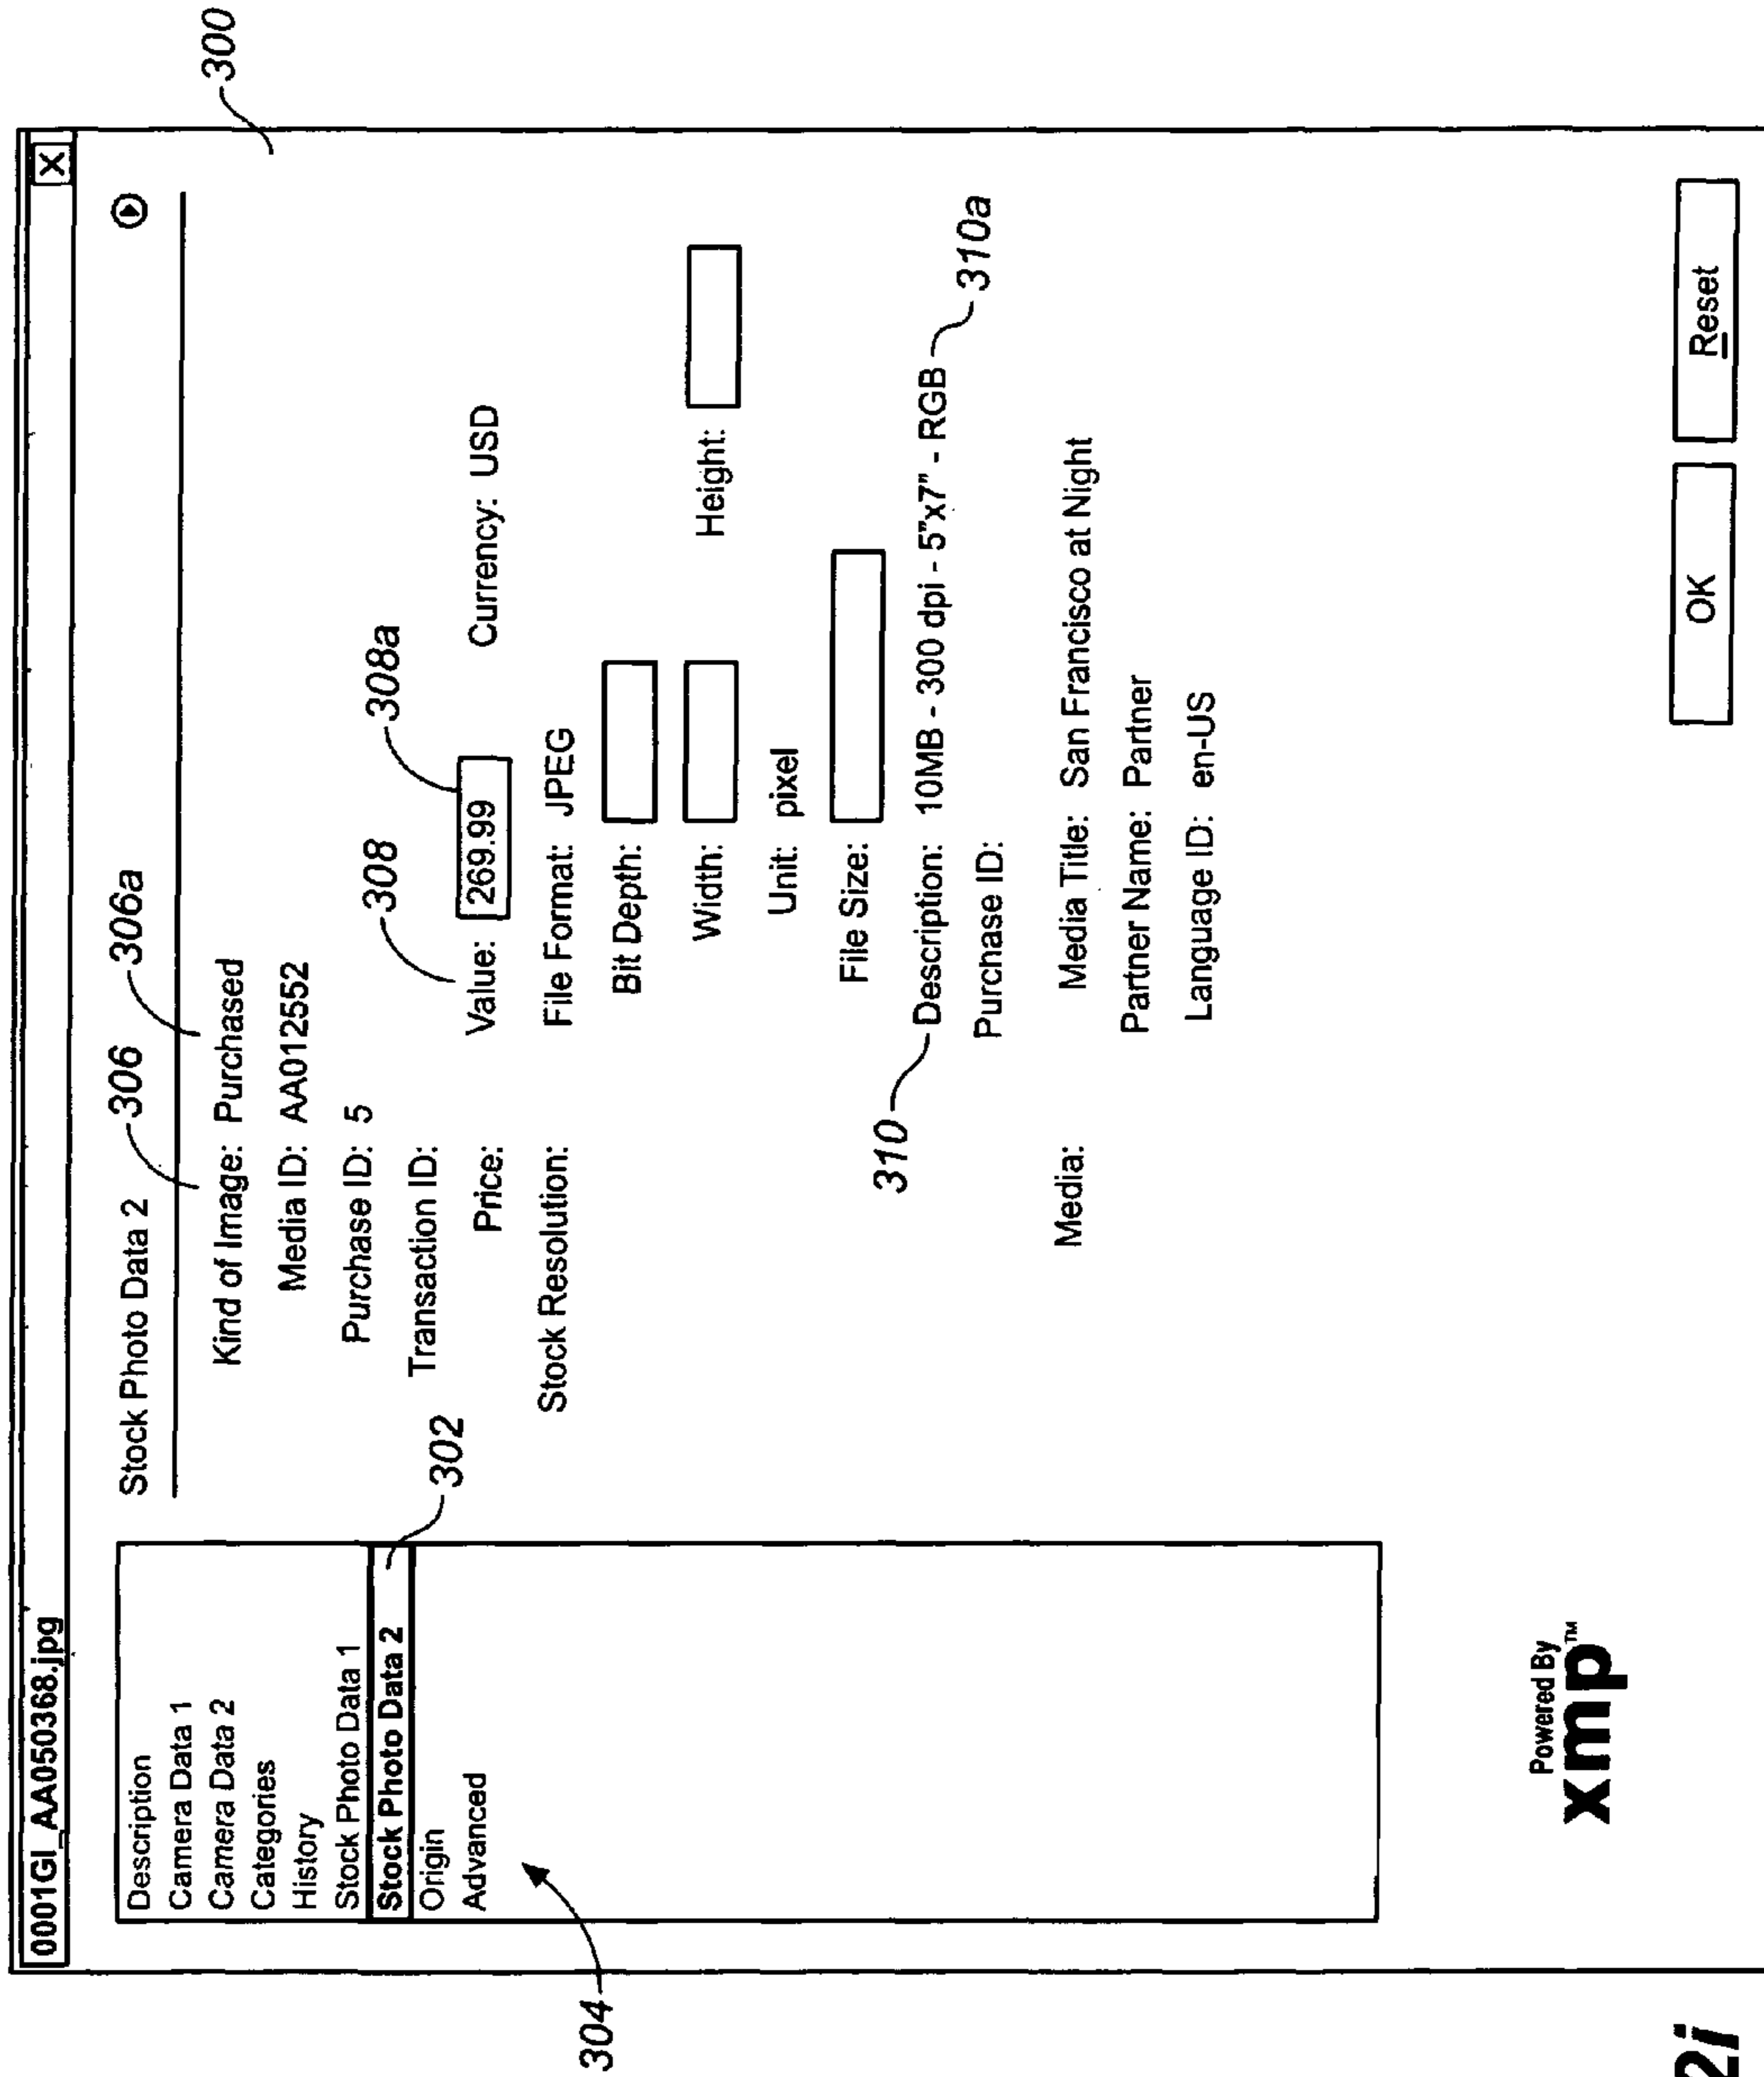 0001GI_AA050368.jpg X
300
Description
Camera Data 1
Camera Data 2
Categories
History
Stock Photo Data 1
Stock Photo Data 2
Origin
Advanced
302
304
Stock Photo Data 2
306
306a
Kind of Image: Purchased
Media ID: AA012552
Purchase ID: 5
Transaction ID:
308
308a
Price: Value: 269.99 Currency: USD
Stock Resolution: File Format: JPEG
Bit Depth:
Width: Height:
Unit: pixel
File Size:
310
Description: 10MB - 300 dpi - 5"x7" - RGB
310a
Purchase ID:
Media: Media Title: San Francisco at Night
Partner Name: Partner
Language ID: en-US
Powered By
xmp™
OK Reset
2i